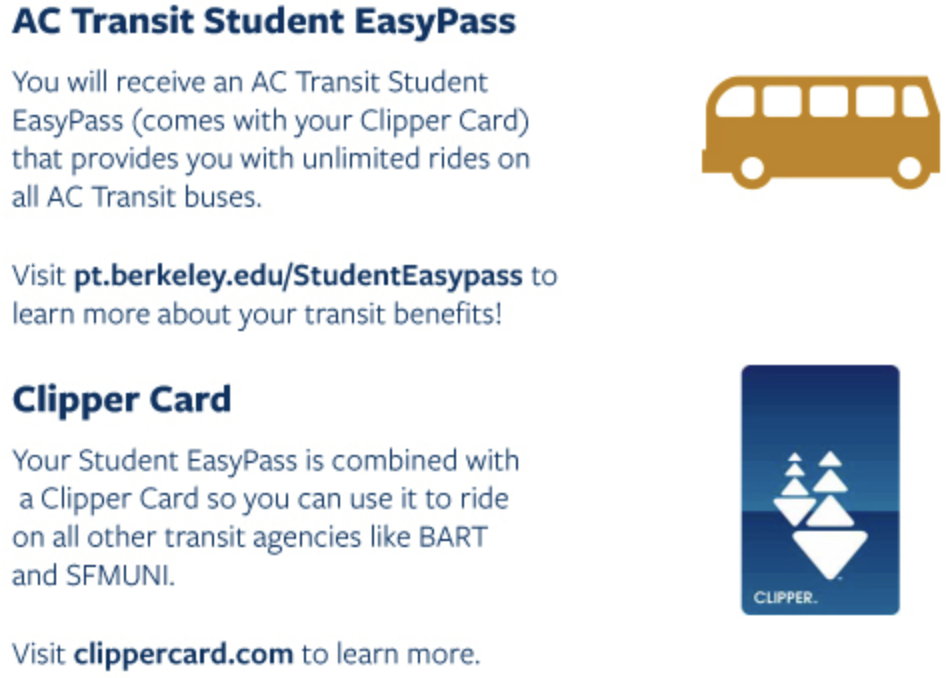 AC Transit Student EasyPass
You will receive an AC Transit Student
EasyPass (comes with your Clipper Card)
that provides you with unlimited rides on
all AC Transit buses.
Visit pt.berkeley.edu/StudentEasypass to
learn more about your transit benefits!
Clipper Card
Your Student EasyPass is combined with
a Clipper Card so you can use it to ride
on all other transit agencies like BART
and SFMUNI.
CLIPPER
Visit clippercard.com to learn more.